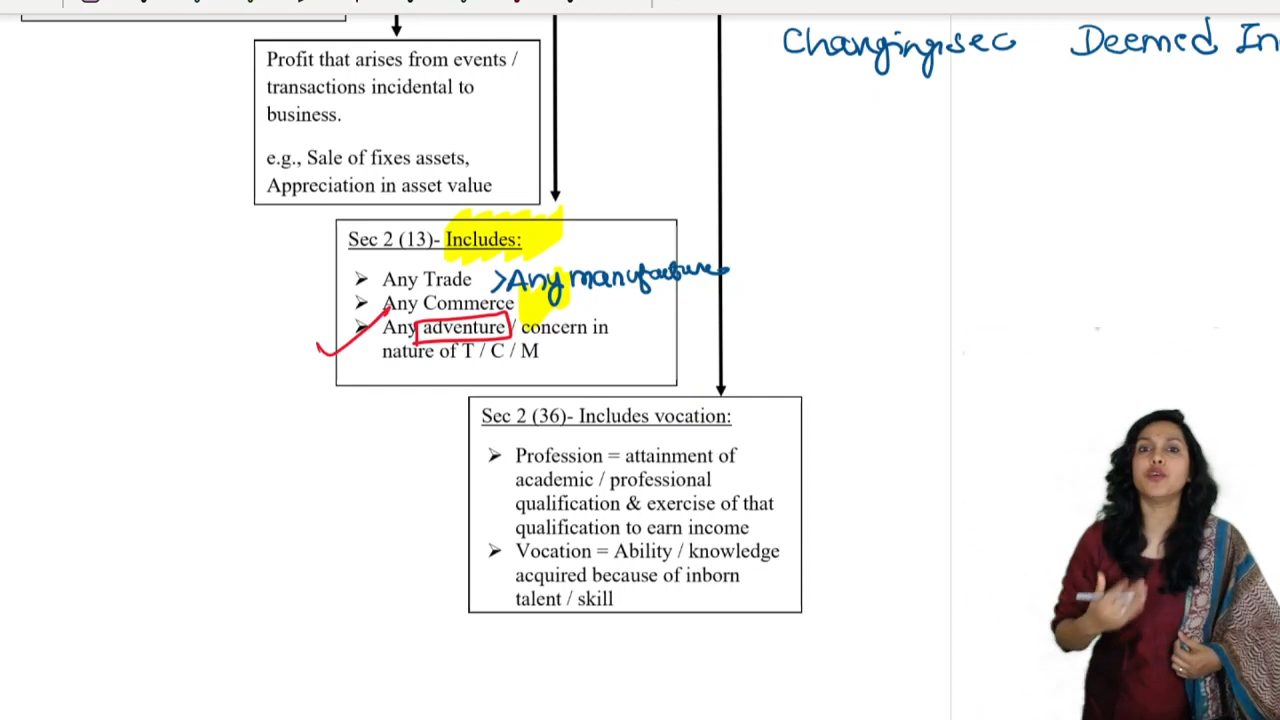 Changing sec Deemed In
Profit that arises from events /
transactions incidental to
business.
e.g., Sale of fixes assets,
Appreciation in asset value
Sec 2 (13)- Includes:
➤ Any Trade >Any manufacture
➤ Any Commerce
➤ Any adventure / concern in
nature of T / C / M
Sec 2 (36)- Includes vocation:
➤ Profession = attainment of
academic / professional
qualification & exercise of that
qualification to earn income
➤ Vocation = Ability / knowledge
acquired because of inborn
talent / skill